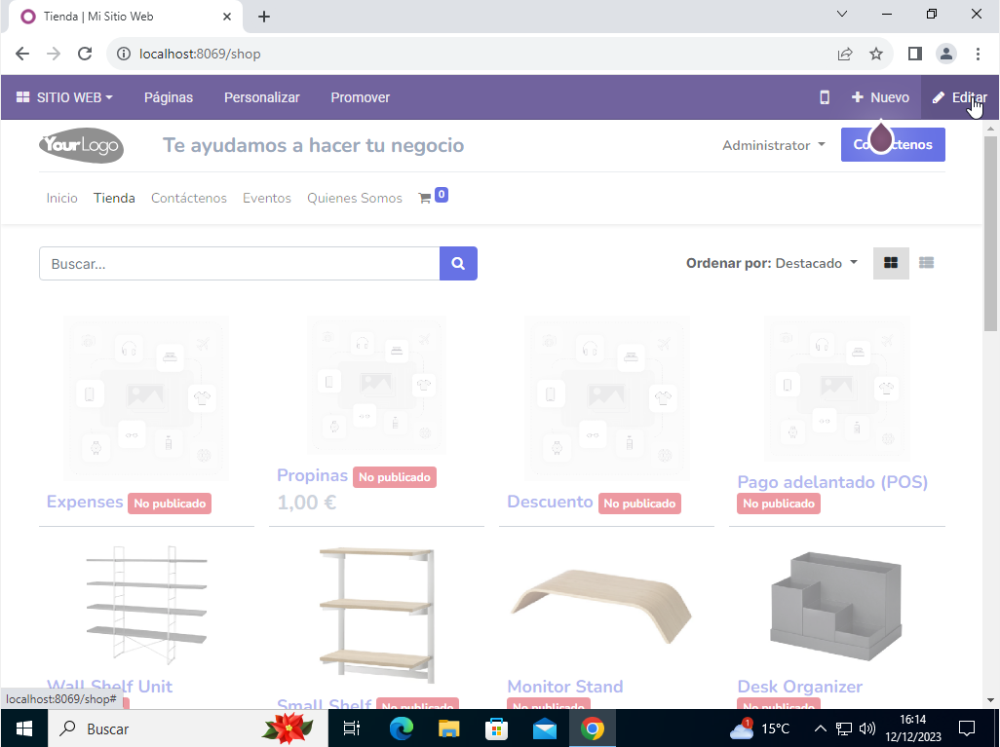 Tienda | Mi Sitio Web
localhost:8069/shop
SITIO WEB
Páginas
Personalizar
Promover
Nuevo
Editar
YourLogo
Te ayudamos a hacer tu negocio
Administrator
Inicio
Tienda
Contáctenos
Eventos
Quienes Somos
0
Buscar...
Ordenar por: Destacado
Expenses No publicado
Propinas No publicado
1,00 €
Descuento No publicado
Pago adelantado (POS)
No publicado
Wall Shelf Unit
Small Shelf No publicado
Monitor Stand
No publicado
Desk Organizer
No publicado
localhost:8069/shop#
Buscar
1
15°C
16:14
12/12/2023